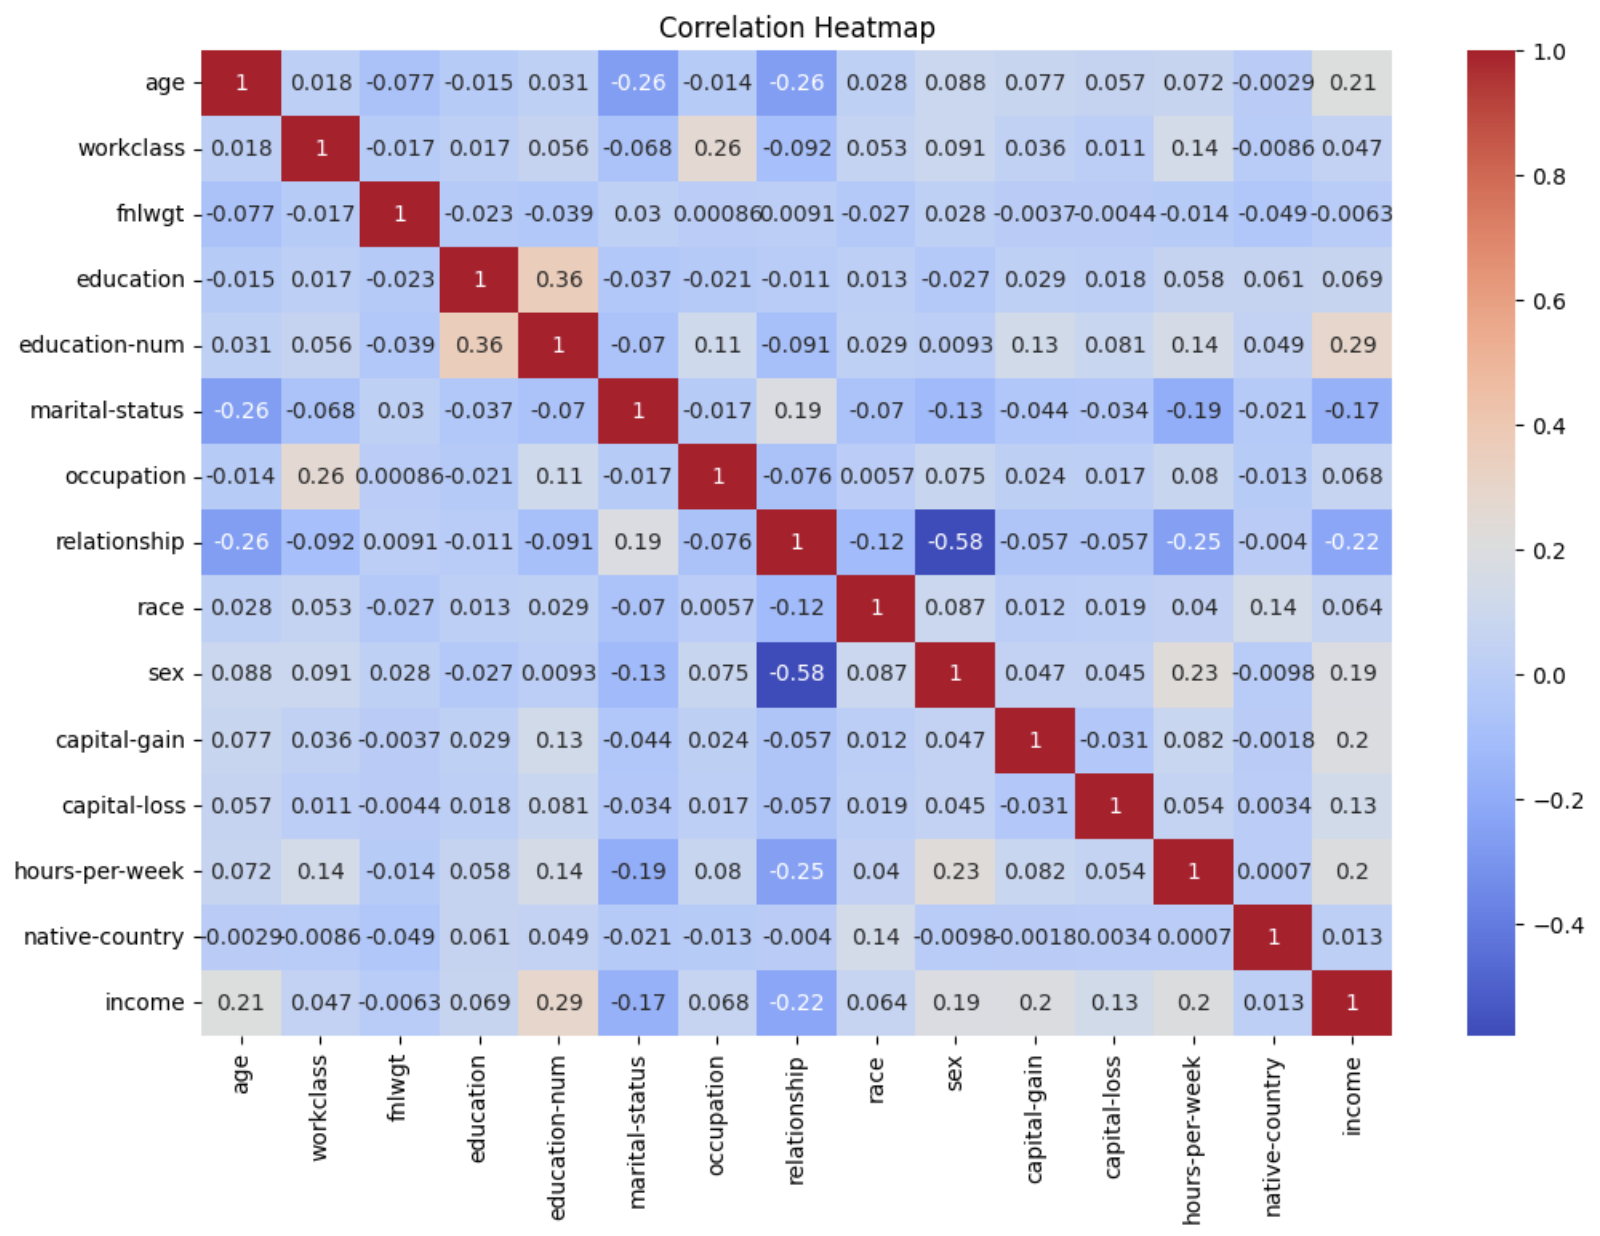 Correlation Heatmap
age 1 0.018 -0.077 -0.015 0.031 -0.26 -0.014 -0.26 0.028 0.088 0.077 0.057 0.072 -0.0029 0.21
workclass 0.018 1 -0.017 0.017 0.056 -0.068 0.26 -0.092 0.053 0.091 0.036 0.011 0.14 -0.0086 0.047
fnlwgt -0.077 -0.017 1 -0.023 -0.039 0.03 0.00086 0.0091 -0.027 0.028 -0.0037 -0.0044 -0.014 -0.049 -0.0063
education -0.015 0.017 -0.023 1 0.36 -0.037 -0.021 -0.011 0.013 -0.027 0.029 0.018 0.058 0.061 0.069
education-num 0.031 0.056 -0.039 0.36 1 -0.07 0.11 -0.091 0.029 0.0093 0.13 0.081 0.14 0.049 0.29
marital-status -0.26 -0.068 0.03 -0.037 -0.07 1 -0.017 0.19 -0.07 -0.13 -0.044 -0.034 -0.19 -0.021 -0.17
occupation -0.014 0.26 0.00086 -0.021 0.11 -0.017 1 -0.076 0.0057 0.075 0.024 0.017 0.08 -0.013 0.068
relationship -0.26 -0.092 0.0091 -0.011 -0.091 0.19 -0.076 1 -0.12 -0.58 -0.057 -0.057 -0.25 -0.004 -0.22
race 0.028 0.053 -0.027 0.013 0.029 -0.07 0.0057 -0.12 1 0.087 0.012 0.019 0.04 0.14 0.064
sex 0.088 0.091 0.028 -0.027 0.0093 -0.13 0.075 -0.58 0.087 1 0.047 0.045 0.23 -0.0098 0.19
capital-gain 0.077 0.036 -0.0037 0.029 0.13 -0.044 0.024 -0.057 0.012 0.047 1 -0.031 0.082 -0.0018 0.2
capital-loss 0.057 0.011 -0.0044 0.018 0.081 -0.034 0.017 -0.057 0.019 0.045 -0.031 1 0.054 0.0034 0.13
hours-per-week 0.072 0.14 -0.014 0.058 0.14 -0.19 0.08 -0.25 0.04 0.23 0.082 0.054 1 0.0007 0.2
native-country -0.0029 -0.0086 -0.049 0.061 0.049 -0.021 -0.013 -0.004 0.14 -0.0098 -0.0018 0.0034 0.0007 1 0.013
income 0.21 0.047 -0.0063 0.069 0.29 -0.17 0.068 -0.22 0.064 0.19 0.2 0.13 0.2 0.013 1
age
workclass
fnlwgt
education
education-num
marital-status
occupation
relationship
race
sex
capital-gain
capital-loss
hours-per-week
native-country
income
1.0
0.8
0.6
0.4
0.2
0.0
−0.2
−0.4